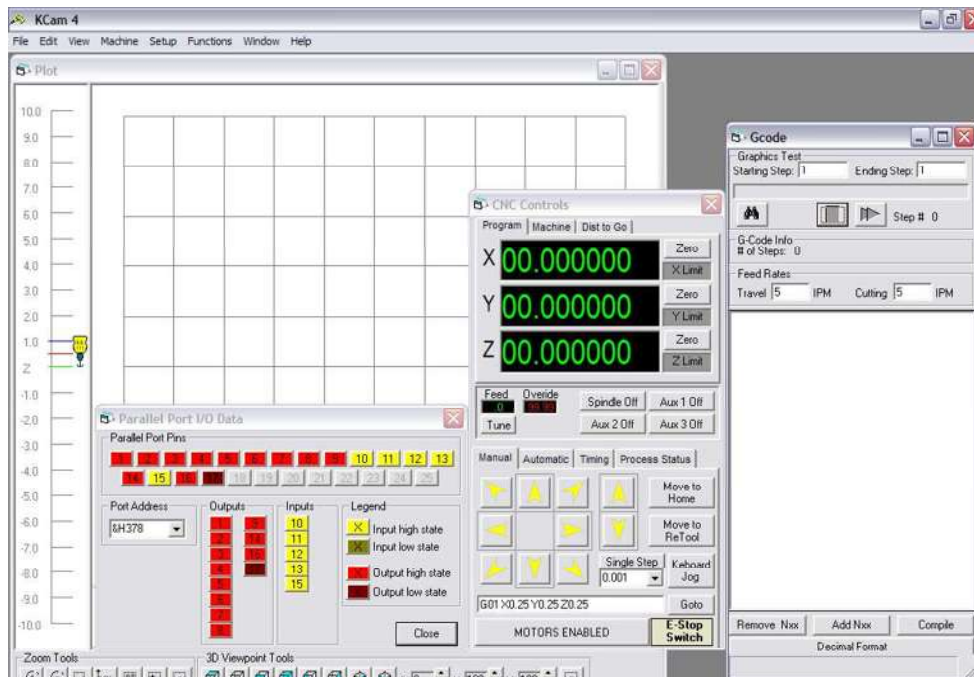 KCam 4
File Edit View Machine Setup Functions Window Help
Plot
10.0
9.0
8.0
7.0
6.0
5.0
4.0
3.0
2.0
1.0
Z
-1.0
-2.0
-3.0
-4.0
-5.0
-6.0
-7.0
-8.0
-9.0
-10.0
Zoom Tools
3D Viewpoint Tools
Parallel Port I/O Data
Parallel Port Pins
1 2 3 4 5 6 7 8 9 10 11 12 13
14 15 16 17 18 19 20 21 22 23 24 25
Port Address
&H378
Outputs
1 9
2 14
3 16
4 17
5
6
7
8
Inputs
10
11
12
13
15
Legend
X Input high state
X Input low state
X Output high state
X Output low state
Close
CNC Controls
Program Machine Dist to Go
X 00.000000 Zero
X Limit
Y 00.000000 Zero
Y Limit
Z 00.000000 Zero
Z Limit
Feed Overide
.0 99.99
Spindle Off Aux 1 Off
Tune Aux 2 Off Aux 3 Off
Manual Automatic Timing Process Status
Move to Home
Move to ReTool
Single Step
0.001
Keboard Jog
G01 X0.25 Y0.25 Z0.25 Goto
MOTORS ENABLED
E-Stop Switch
Gcode
Graphics Test
Starting Step: 1 Ending Step: 1
Step # 0
G-Code Info
# of Steps: 0
Feed Rates
Travel 5 IPM Cutting 5 IPM
Remove Nxx Add Nxx Compile
Decimal Format